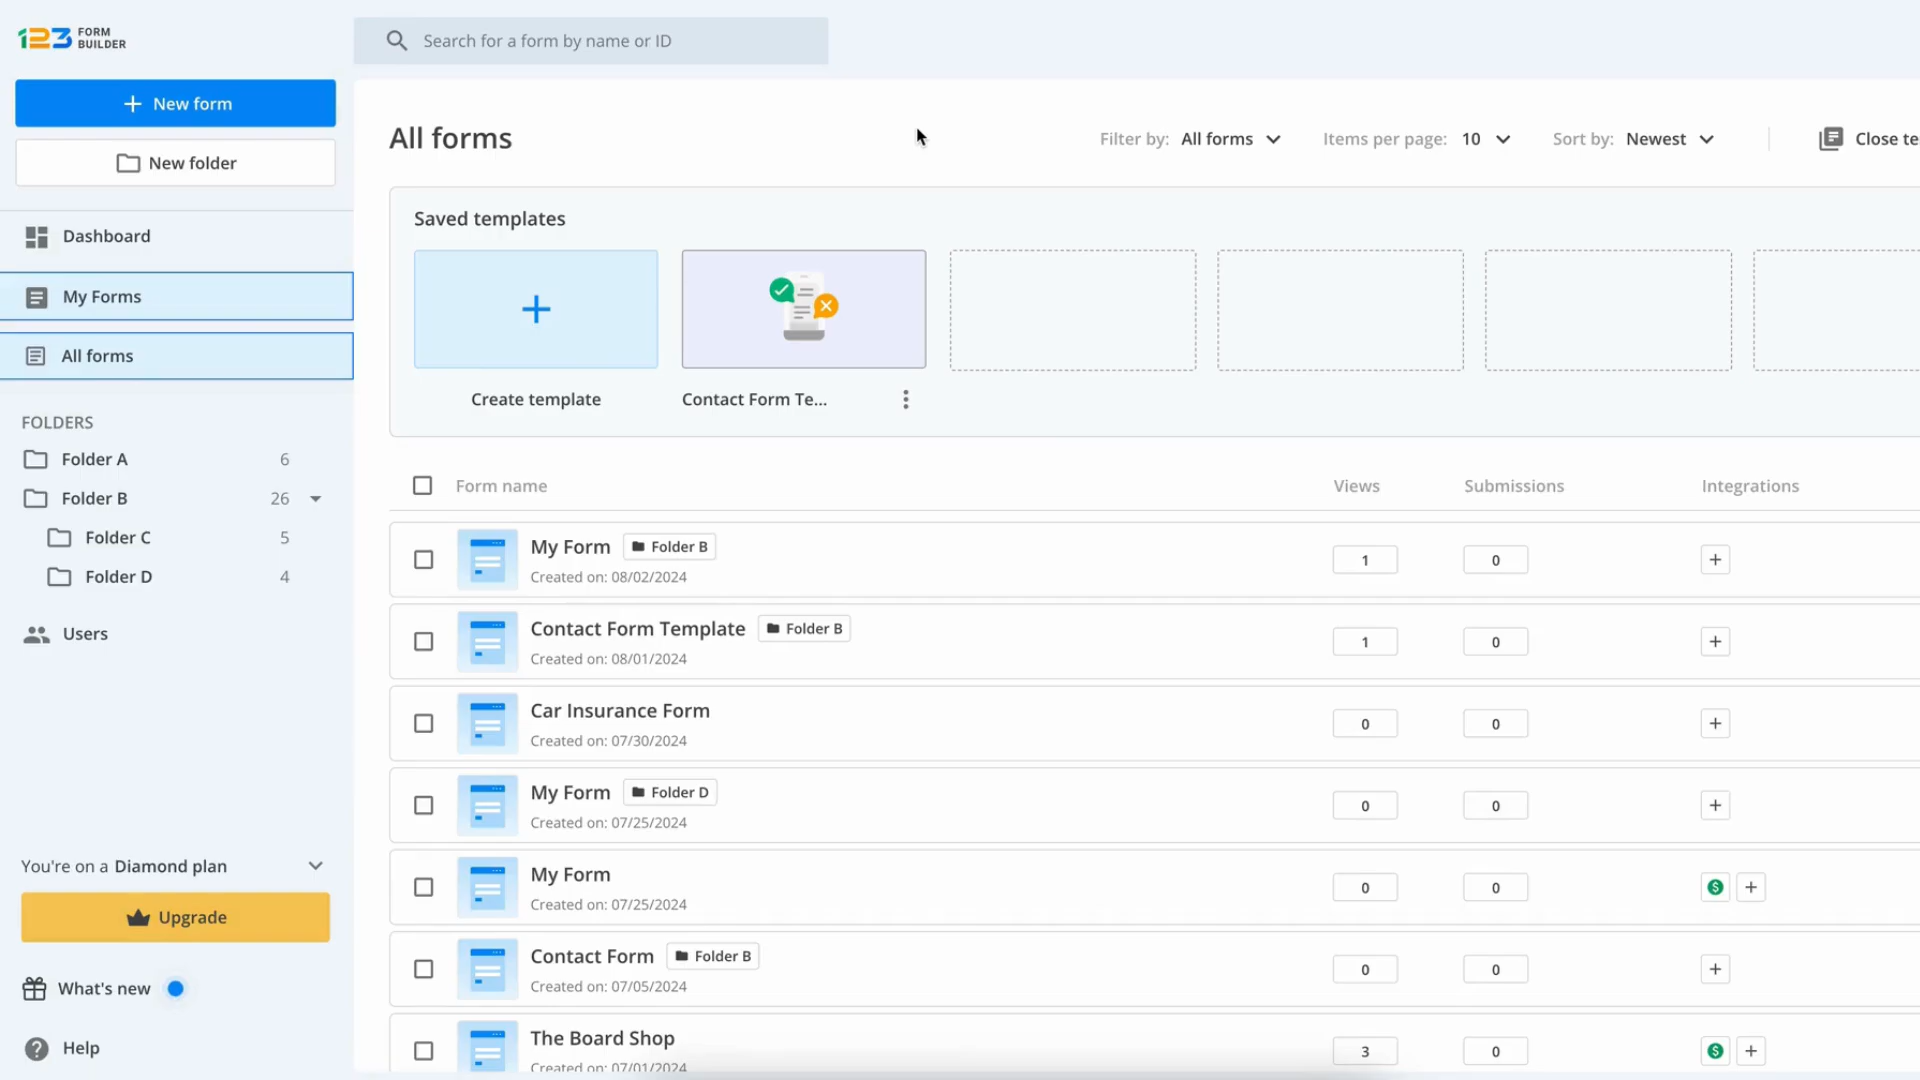 123 FORM
BUILDER
Search for a form by name or ID
New form
New folder
Dashboard
My Forms
All forms
FOLDERS
Folder A 6
Folder B 26
Folder C 5
Folder D 4
Users
You're on a Diamond plan
Upgrade
What's new
Help
All forms
Filter by: All forms
Items per page: 10
Sort by: Newest
Close te
Saved templates
Create template
Contact Form Te...
Form name Views Submissions Integrations
My Form Folder B
Created on: 08/02/2024
1 0
Contact Form Template Folder B
Created on: 08/01/2024
1 0
Car Insurance Form
Created on: 07/30/2024
0 0
My Form Folder D
Created on: 07/25/2024
0 0
My Form
Created on: 07/25/2024
0 0
Contact Form Folder B
Created on: 07/05/2024
0 0
The Board Shop
Created on: 07/01/2024
3 0